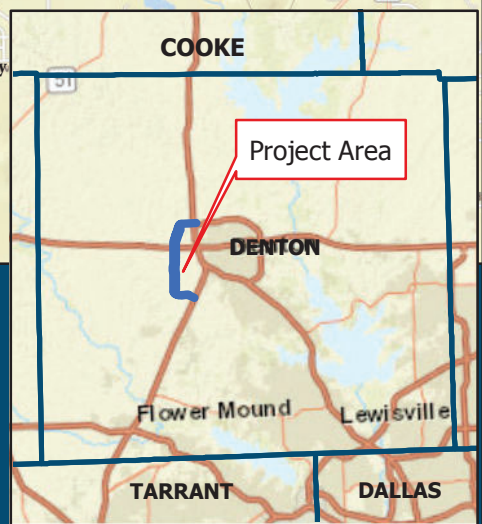 COOKE
51
Project Area
DENTON
Flower Mound
Lewisville
TARRANT
DALLAS